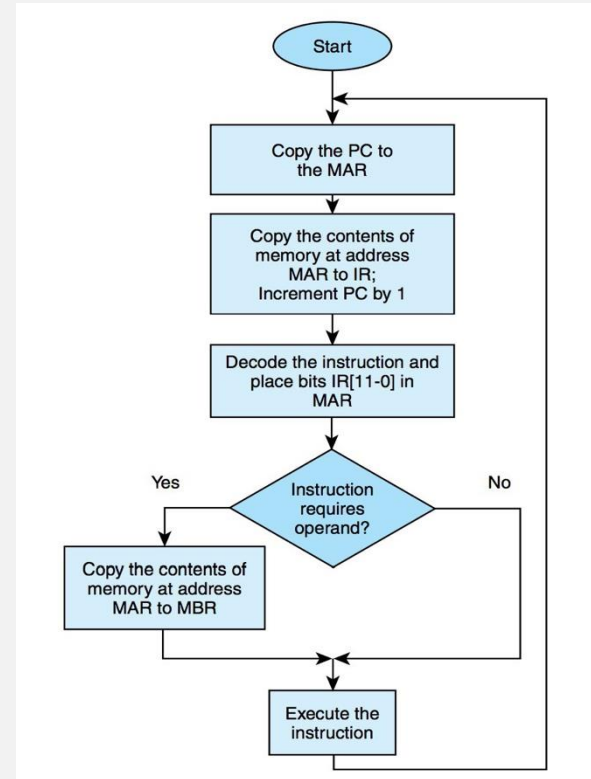 Start
Copy the PC to
the MAR
Copy the contents of
memory at address
MAR to IR;
Increment PC by 1
Decode the instruction and
place bits IR[11-0] in
MAR
Instruction
requires
operand?
Yes
No
Copy the contents of
memory at address
MAR to MBR
Execute the
instruction